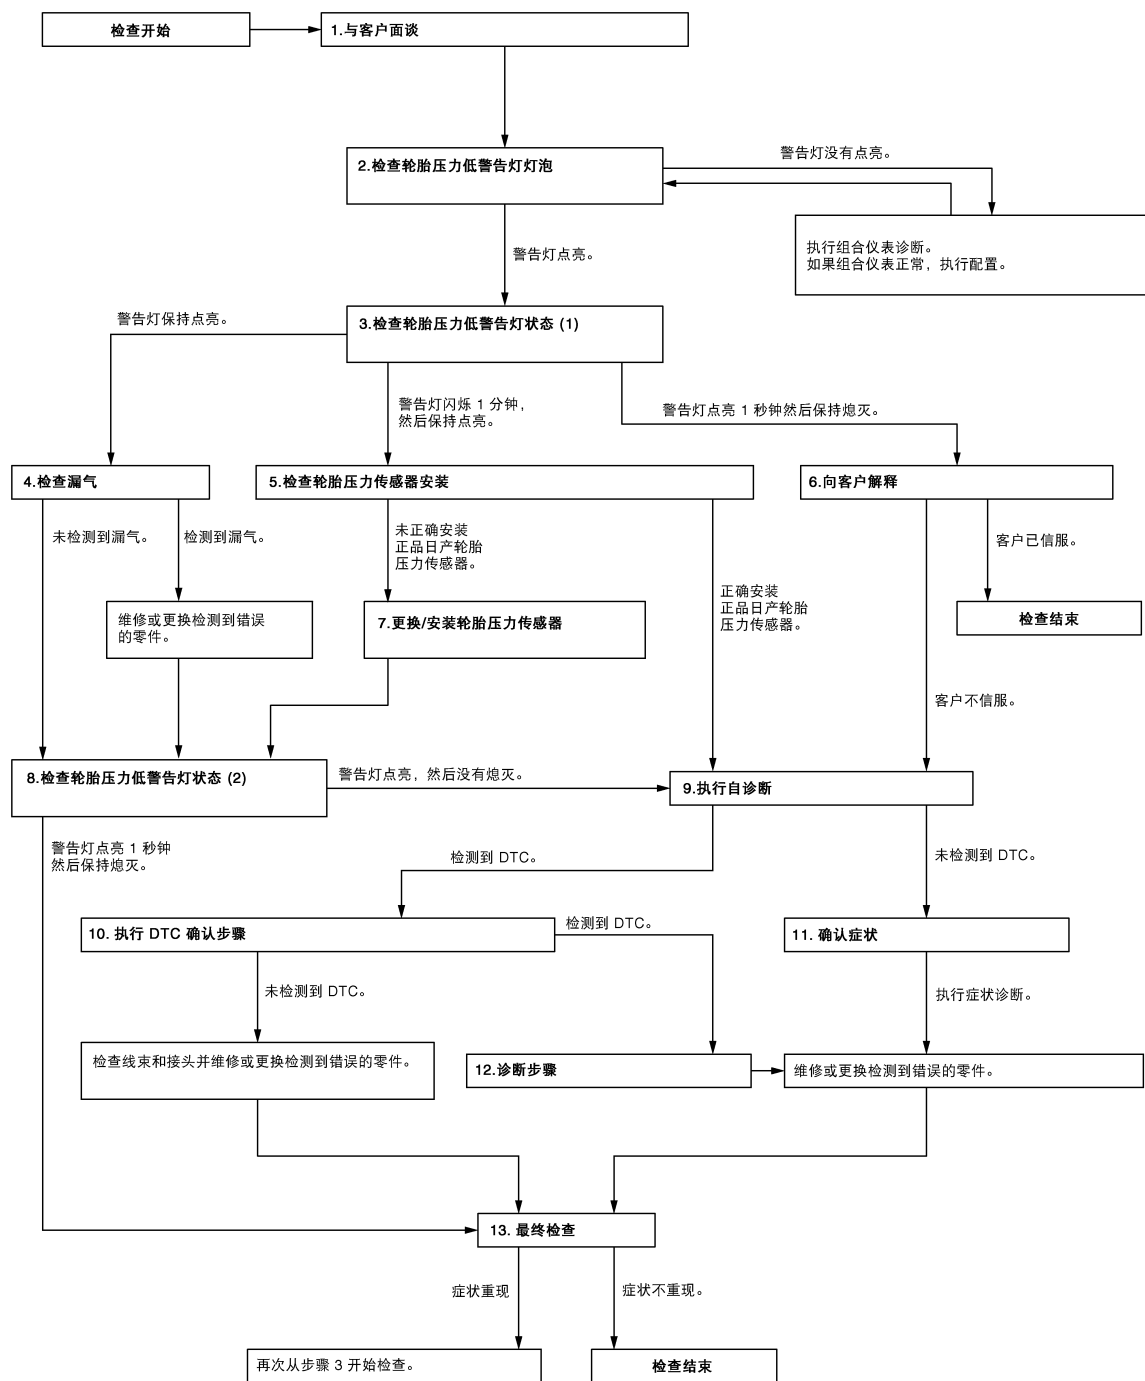 检查开始
1.与客户面谈
2.检查轮胎压力低警告灯灯泡
警告灯没有点亮。
执行组合仪表诊断。
如果组合仪表正常，执行配置。
警告灯点亮。
3.检查轮胎压力低警告灯状态 (1)
警告灯保持点亮。
警告灯闪烁 1 分钟，
然后保持点亮。
警告灯点亮 1 秒钟然后保持熄灭。
4.检查漏气
5.检查轮胎压力传感器安装
6.向客户解释
未检测到漏气。
检测到漏气。
未正确安装
正品日产轮胎
压力传感器。
客户已信服。
正确安装
正品日产轮胎
压力传感器。
维修或更换检测到错误
的零件。
7.更换/安装轮胎压力传感器
检查结束
客户不信服。
8.检查轮胎压力低警告灯状态 (2)
警告灯点亮，然后没有熄灭。
9.执行自诊断
警告灯点亮 1 秒钟
然后保持熄灭。
检测到 DTC。
未检测到 DTC。
10. 执行 DTC 确认步骤
检测到 DTC。
11. 确认症状
未检测到 DTC。
执行症状诊断。
检查线束和接头并维修或更换检测到错误的零件。
12.诊断步骤
维修或更换检测到错误的零件。
13. 最终检查
症状重现
症状不重现。
再次从步骤 3 开始检查。
检查结束